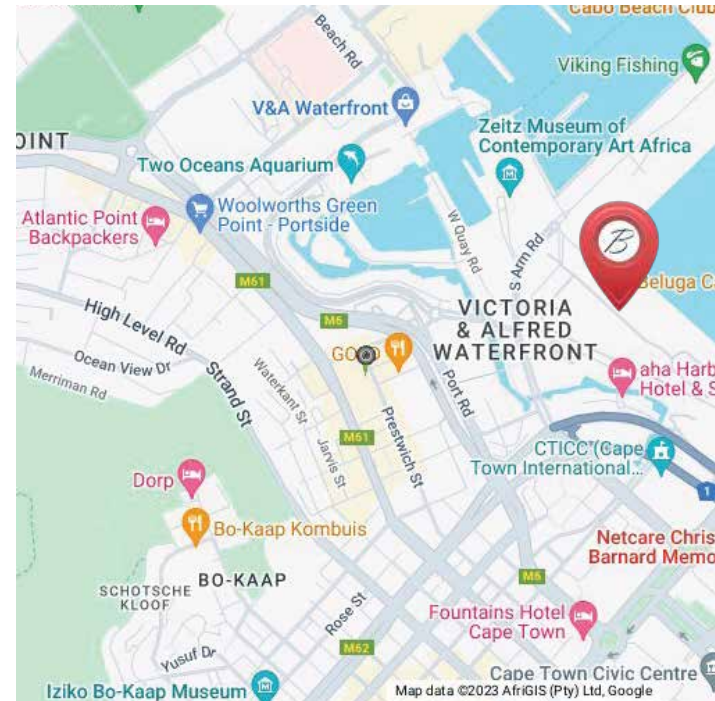 Cabo Beach Club
Beach Rd
Viking Fishing
V&A Waterfront
Zeitz Museum of
Contemporary Art Africa
OINT
Two Oceans Aquarium
Woolworths Green
Point - Portside
Atlantic Point
Backpackers
W Quay Rd
S Arm Rd
B
M61
Beluga Ca
High Level Rd
M6
VICTORIA
& ALFRED
WATERFRONT
Ocean View Dr
Merriman Rd
Strand St
Waterkant St
Port Rd
aha Harb
Hotel & S
Prestwich St
M61
Jarvis St
CTICC (Cape
Town International...
Dorp
1
Bo-Kaap Kombuis
Netcare Chris
Barnard Memo
BO-KAAP
SCHOTSCHE
KLOOF
M6
Rose St
Fountains Hotel
Cape Town
Yusuf Dr
M62
Cape Town Civic Centre
Iziko Bo-Kaap Museum
Map data ©2023 AfriGIS (Pty) Ltd, Google